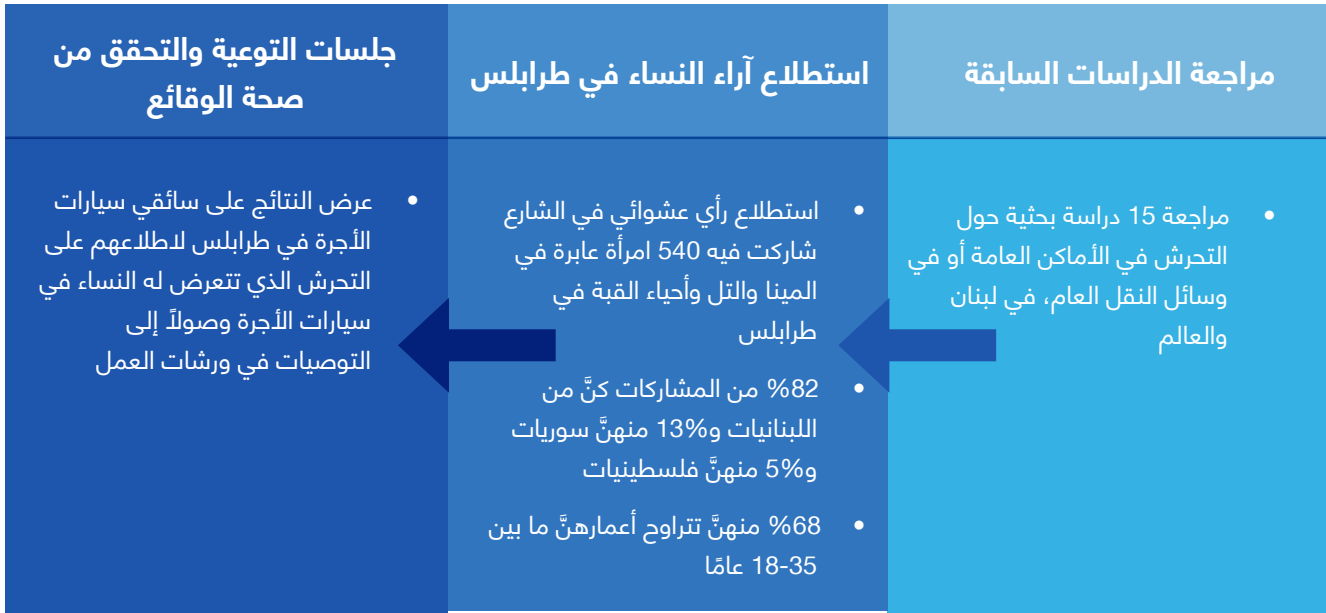 مراجعة الدراسات السابقة
• مراجعة 15 دراسة بحثية حول
التحرش في الأماكن العامة أو في
وسائل النقل العام، في لبنان
والعالم
استطلاع آراء النساء في طرابلس
• استطلاع رأي عشوائي في الشارع
شاركت فيه 540 امرأة عابرة في
المينا والتل وأحياء القبة في
طرابلس
• 82% من المشاركات كنَّ من
اللبنانيات و13% منهنَّ سوريات
و5% منهنَّ فلسطينيات
• 68% منهنَّ تتراوح أعمارهنَّ ما بين
18-35 عامًا
جلسات التوعية والتحقق من
صحة الوقائع
• عرض النتائج على سائقي سيارات
الأجرة في طرابلس لاطلاعهم على
التحرش الذي تتعرض له النساء في
سيارات الأجرة وصولاً إلى
التوصيات في ورشات العمل